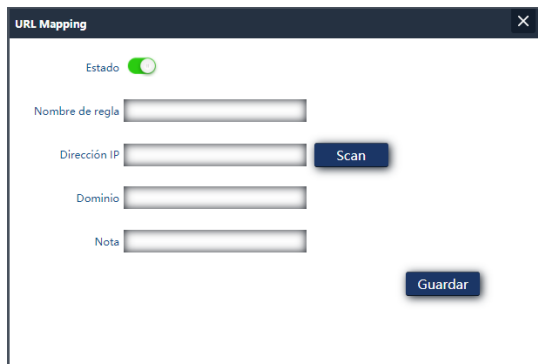 URL Mapping
Estado
Nombre de regla
Dirección IP
Scan
Dominio
Nota
Guardar